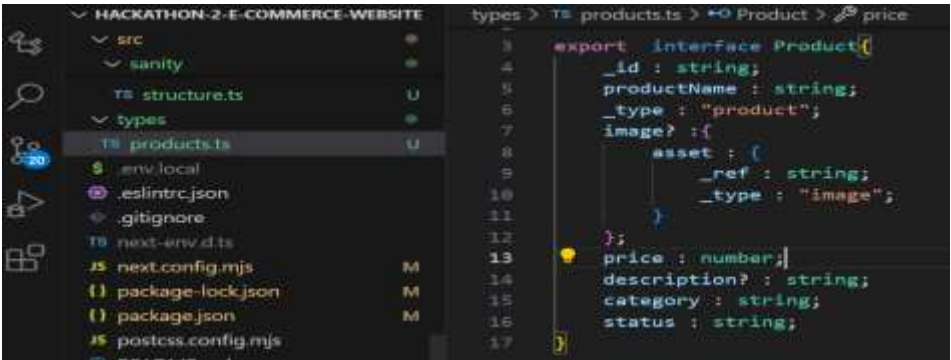 HACKATHON-2-E-COMMERCE-WEBSITE
src
sanity
TS structure.ts U
types
TS products.ts U
$ .env.local
.eslintrc.json
.gitignore
TS next-env.d.ts
JS next.config.mjs M
{} package-lock.json M
{} package.json M
JS postcss.config.mjs
20
types > TS products.ts > Product > price
3 export interface Product{
4 _id : string;
5 productName : string;
6 _type : "product";
7 image? :{
8 asset : {
9 _ref : string;
10 _type : "image";
11 }
12 };
13 price : number;
14 description? : string;
15 category : string;
16 status : string;
17 }